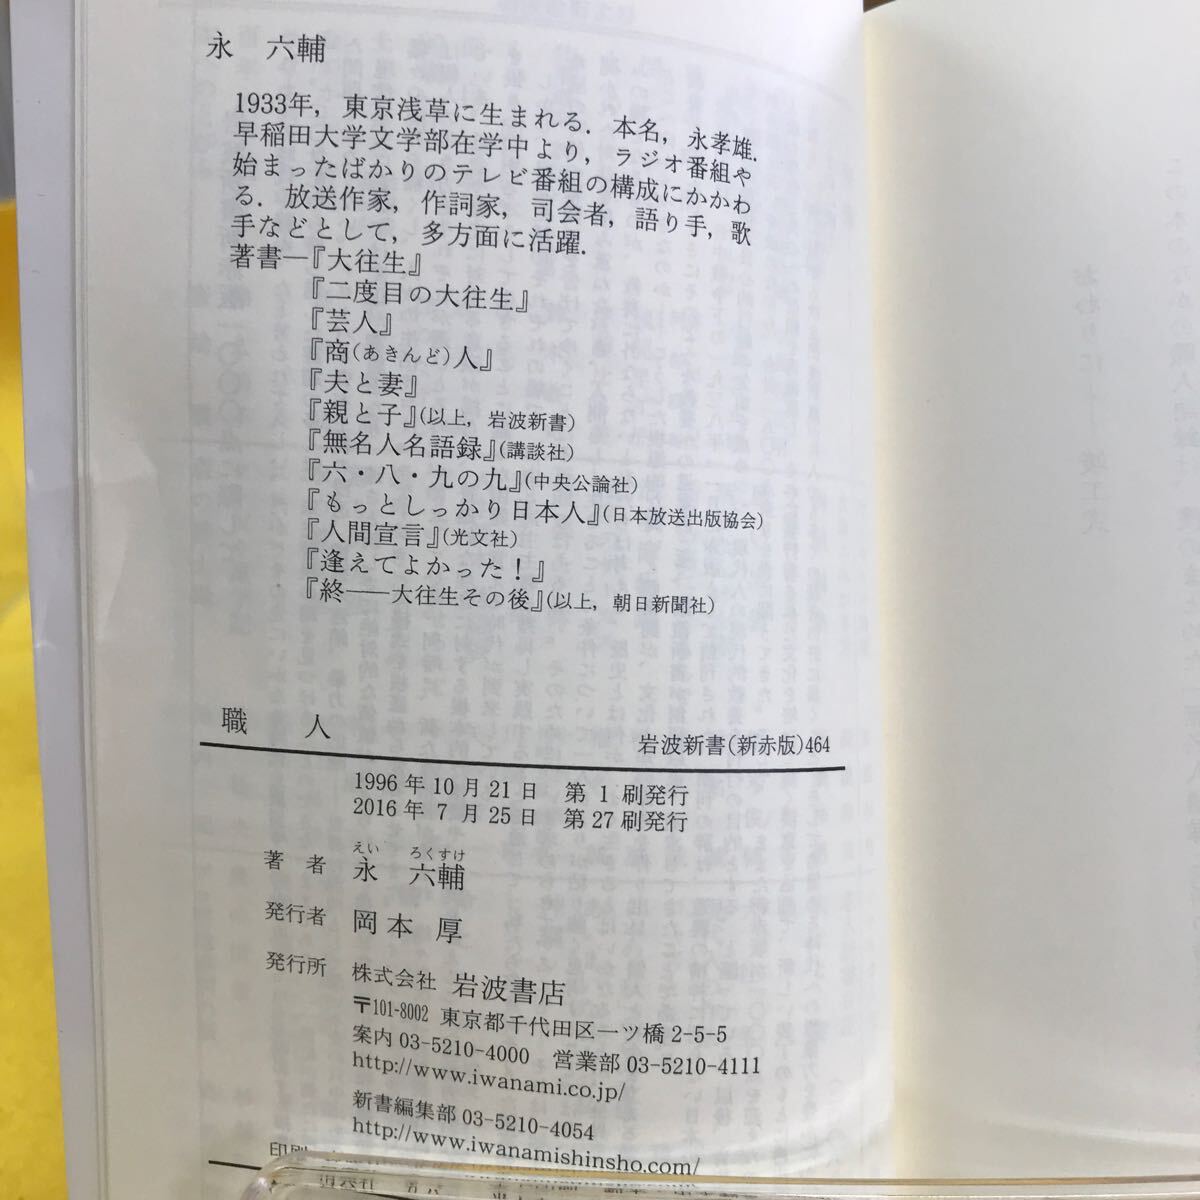 永　六輔
1933年，東京浅草に生まれる．本名，永孝雄．
早稲田大学文学部在学中より，ラジオ番組や
始まったばかりのテレビ番組の構成にかかわ
る．放送作家，作詞家，司会者，語り手，歌
手などとして，多方面に活躍．
著書―『大往生』
『二度目の大往生』
『芸人』
『商(あきんど)人』
『夫と妻』
『親と子』(以上，岩波新書)
『無名人名語録』(講談社)
『六・八・九の九』(中央公論社)
『もっとしっかり日本人』(日本放送出版協会)
『人間宣言』(光文社)
『逢えてよかった！』
『終――大往生その後』(以上，朝日新聞社)
職　人
岩波新書(新赤版)464
1996年10月21日　第1刷発行
2016年7月25日　第27刷発行
えい　ろくすけ
著者　永　六輔
発行者　岡本　厚
発行所　株式会社 岩波書店
〒101-8002 東京都千代田区一ツ橋2-5-5
案内 03-5210-4000　営業部 03-5210-4111
http://www.iwanami.co.jp/
新書編集部 03-5210-4054
http://www.iwanamishinsho.com/